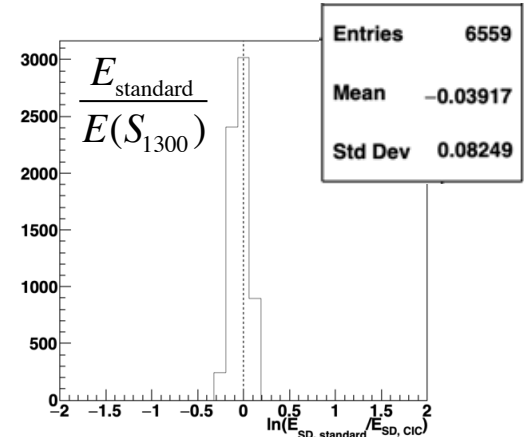 Entries 6559
Mean −0.03917
Std Dev 0.08249
E_standard
E(S_1300)
3000
2500
2000
1500
1000
500
0
−2 −1.5 −1 −0.5 0 0.5 1 1.5 2
ln(E_SD, standard/E_SD, CIC)